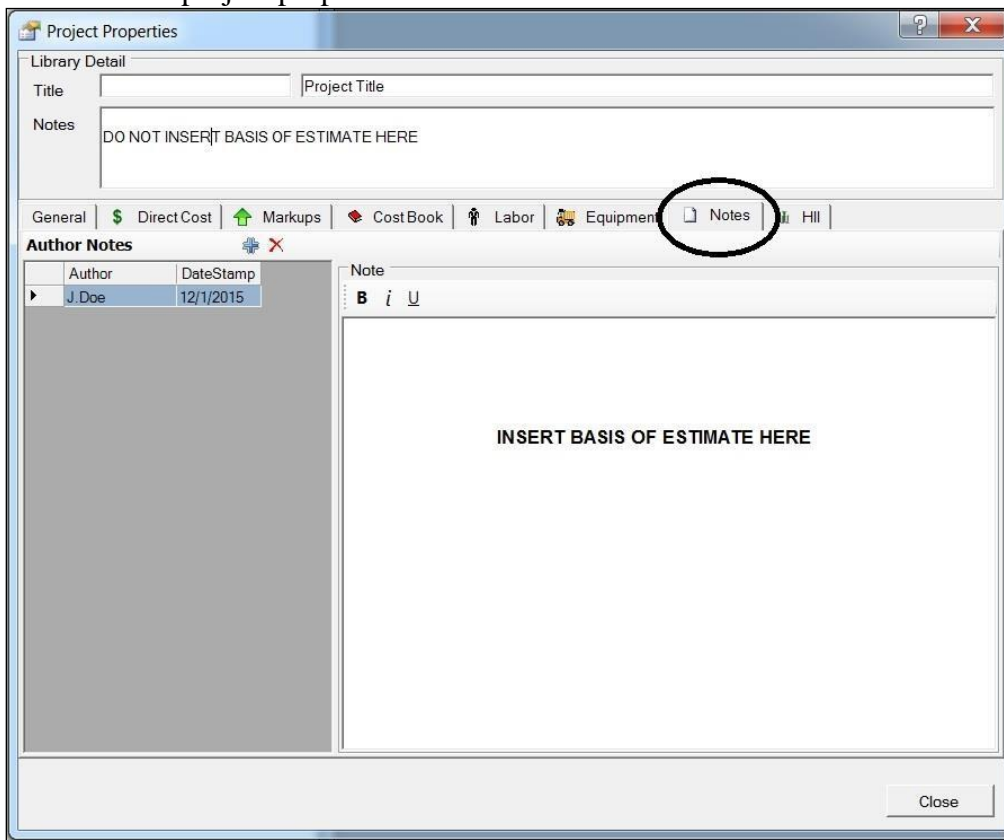 Project Properties
Library Detail
Title
Project Title
Notes
DO NOT INSERT BASIS OF ESTIMATE HERE
General $ Direct Cost Markups Cost Book Labor Equipment Notes HII
Author Notes
Author DateStamp
J.Doe 12/1/2015
Note
B i U
INSERT BASIS OF ESTIMATE HERE
Close